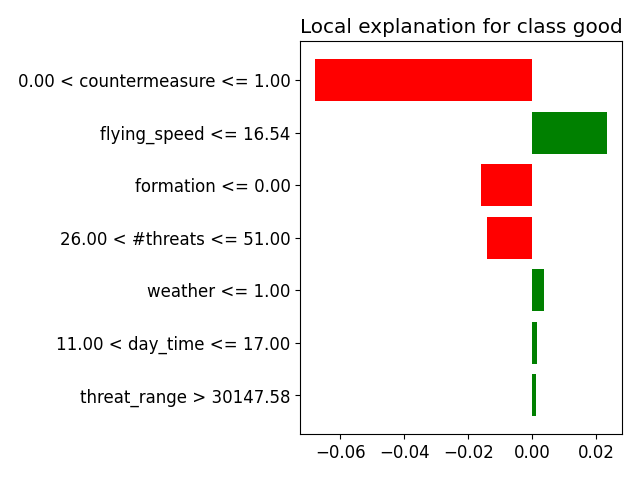 Local explanation for class good
0.00 < countermeasure <= 1.00
flying_speed <= 16.54
formation <= 0.00
26.00 < #threats <= 51.00
weather <= 1.00
11.00 < day_time <= 17.00
threat_range > 30147.58
−0.06 −0.04 −0.02 0.00 0.02